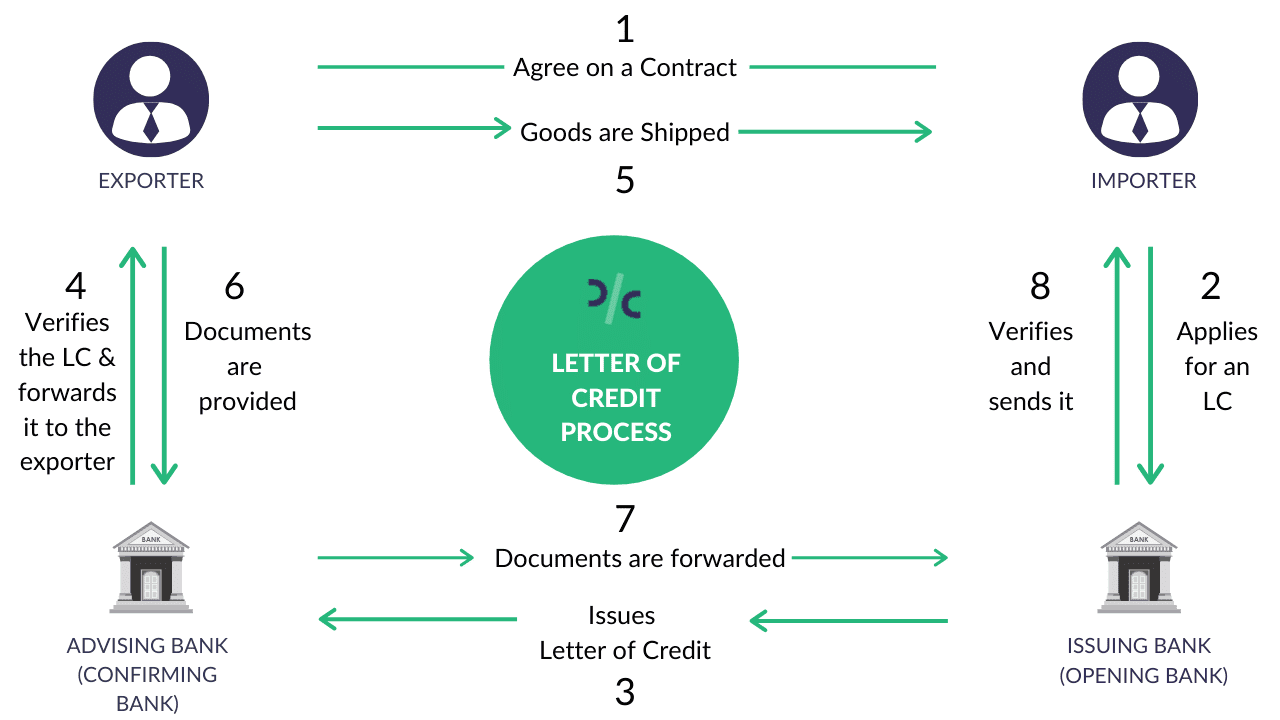 1
Agree on a Contract
Goods are Shipped
5
EXPORTER
IMPORTER
4
Verifies
the LC &
forwards
it to the
exporter
6
Documents
are
provided
LETTER OF
CREDIT
PROCESS
8
Verifies
and
sends it
2
Applies
for an
LC
7
Documents are forwarded
Issues
Letter of Credit
3
BANK
ADVISING BANK
(CONFIRMING
BANK)
BANK
ISSUING BANK
(OPENING BANK)